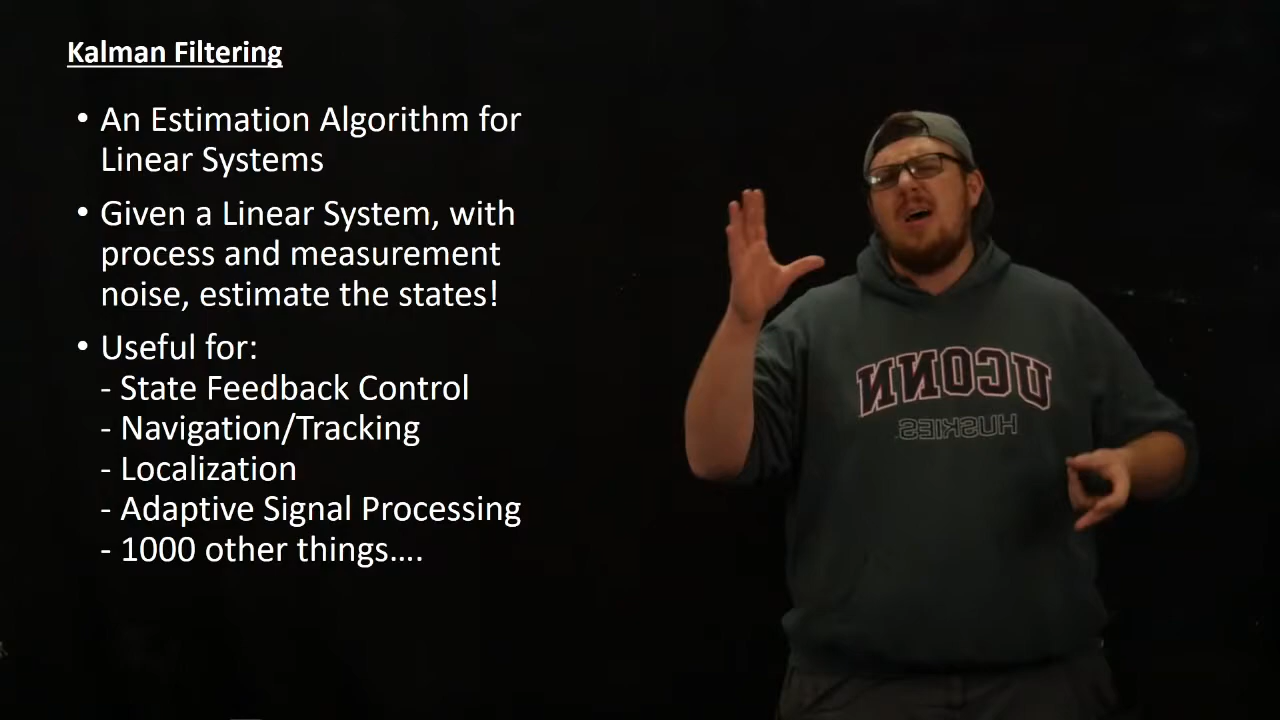 Kalman Filtering
• An Estimation Algorithm for
Linear Systems
• Given a Linear System, with
process and measurement
noise, estimate the states!
• Useful for:
- State Feedback Control
- Navigation/Tracking
- Localization
- Adaptive Signal Processing
- 1000 other things....
UCONN
HUSKIES